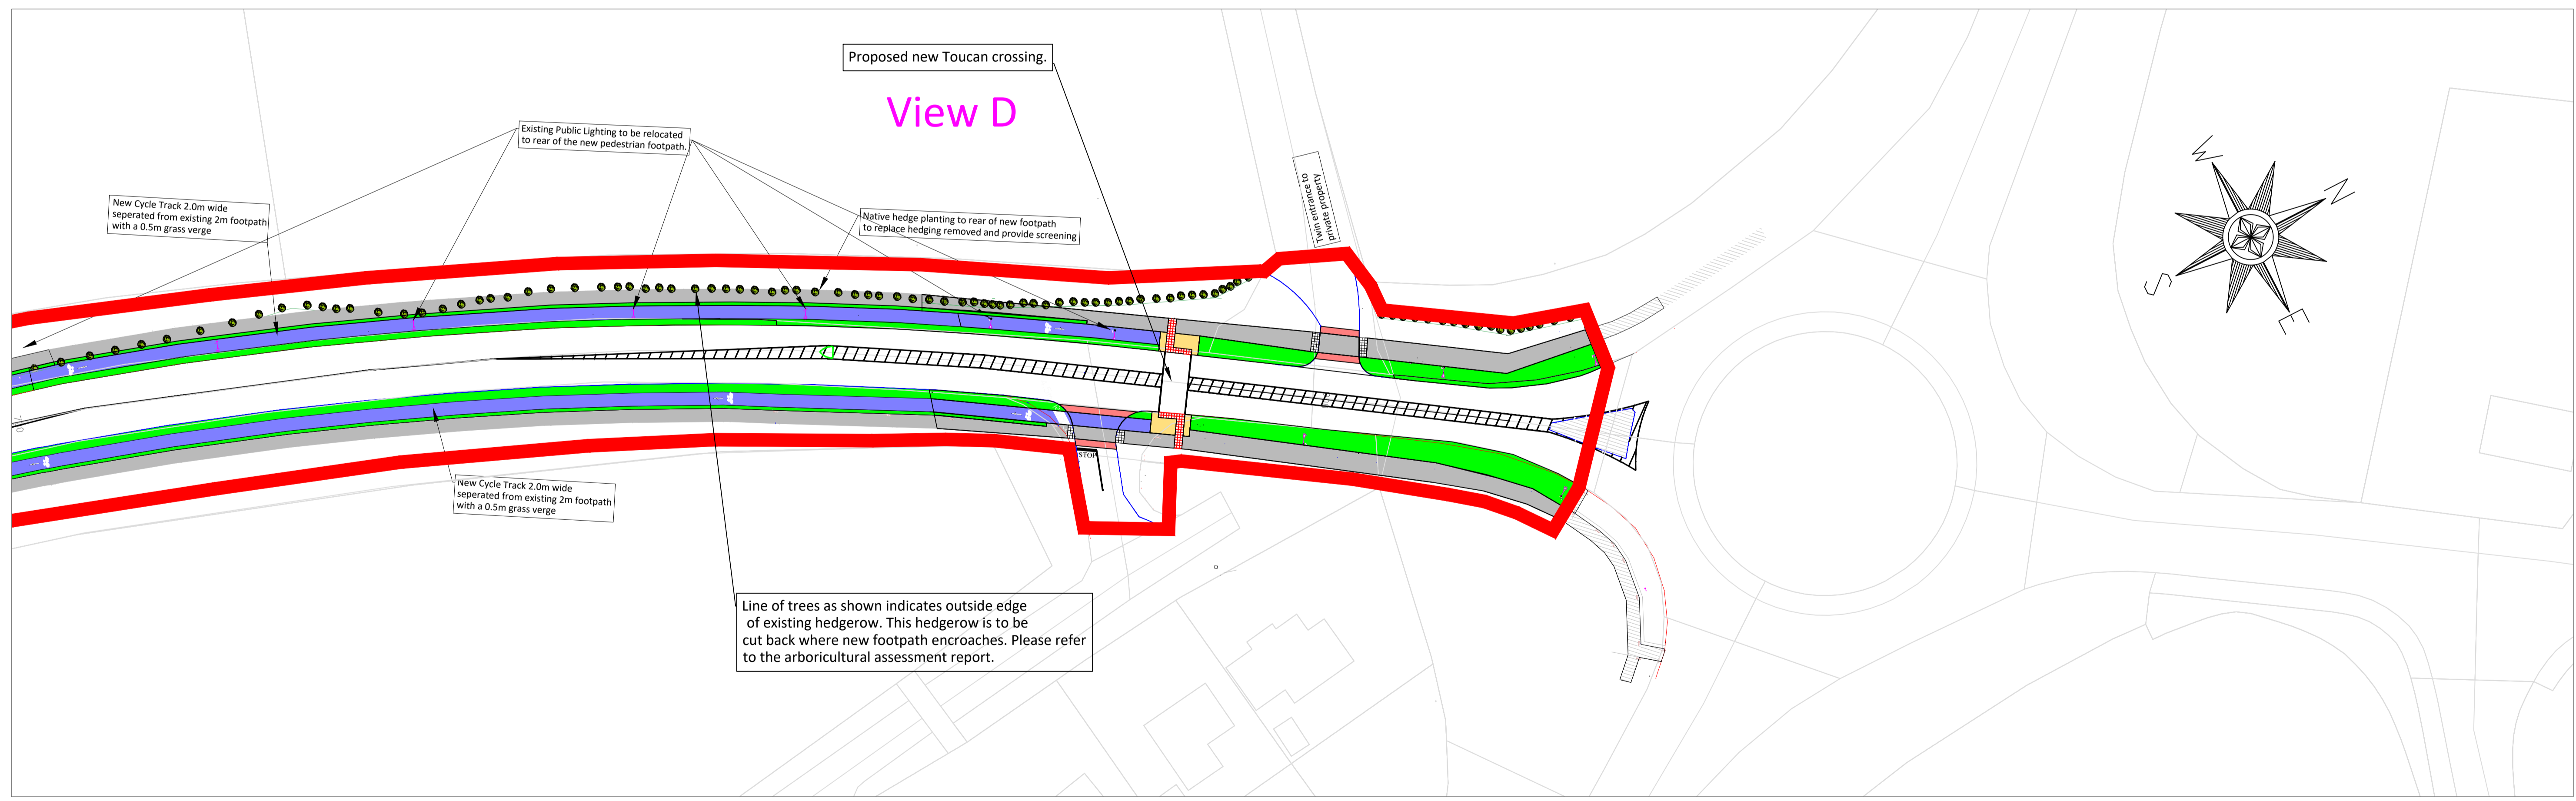 Proposed new Toucan crossing.
View D
Existing Public Lighting to be relocated
to rear of the new pedestrian footpath.
New Cycle Track 2.0m wide
seperated from existing 2m footpath
with a 0.5m grass verge
Native hedge planting to rear of new footpath
to replace hedging removed and provide screening
Twin entrance to
private property
W
N
S
E
STOP
New Cycle Track 2.0m wide
seperated from existing 2m footpath
with a 0.5m grass verge
Line of trees as shown indicates outside edge
of existing hedgerow. This hedgerow is to be
cut back where new footpath encroaches. Please refer
to the arboricultural assessment report.